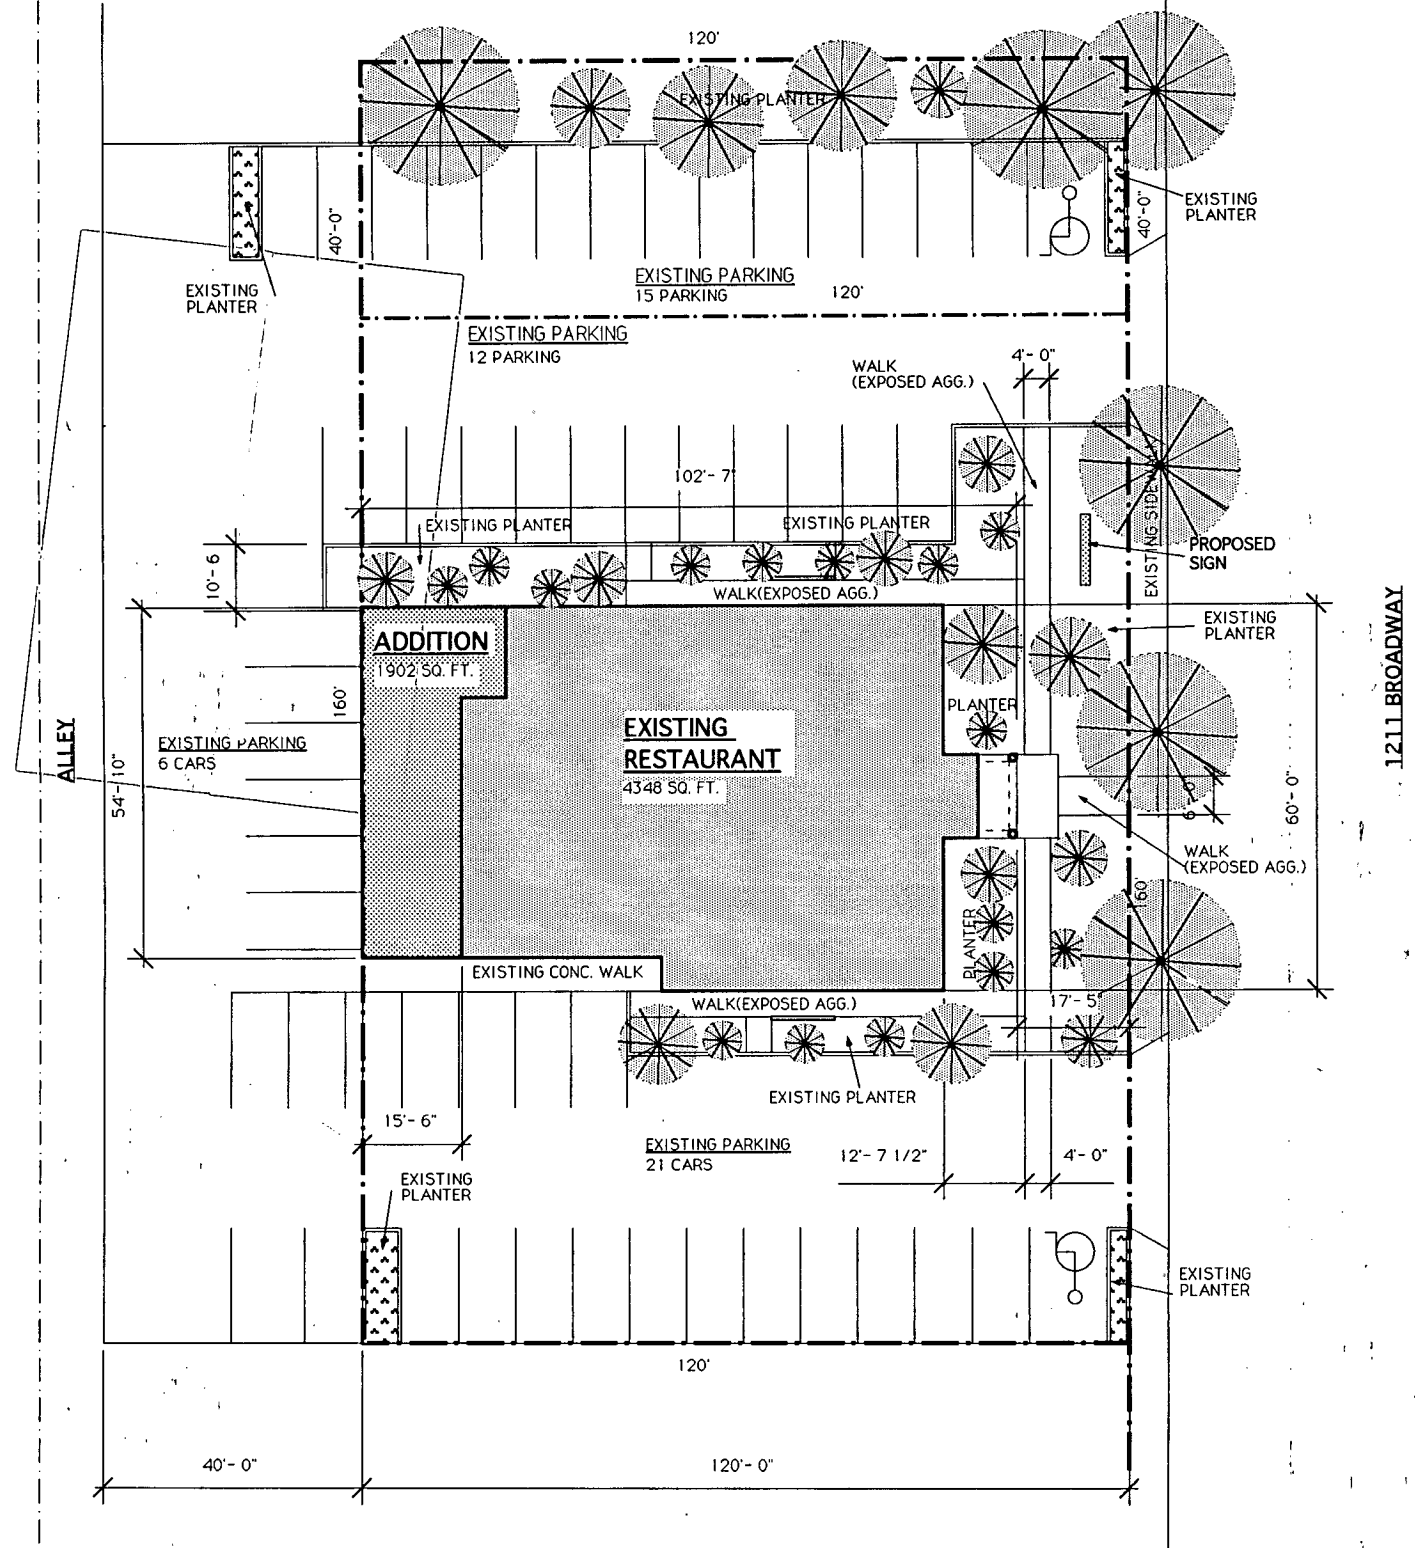 120'
EXISTING PLANTER
EXISTING
PLANTER
40'-0"
40'-0"
EXISTING
PLANTER
EXISTING PARKING
15 PARKING
120'
EXISTING PARKING
12 PARKING
WALK
(EXPOSED AGG.)
4'-0"
102'-7"
EXISTING PLANTER
EXISTING PLANTER
EXISTING SIDEWALK
PROPOSED
SIGN
10'-6
WALK(EXPOSED AGG.)
EXISTING
PLANTER
ADDITION
1902 SQ. FT.
160'
PLANTER
EXISTING
RESTAURANT
4348 SQ. FT.
ALLEY
EXISTING PARKING
6 CARS
54'-10"
6'-0"
60'-0"
1211 BROADWAY
WALK
(EXPOSED AGG.)
160'
PLANTER
EXISTING CONC. WALK
WALK(EXPOSED AGG.)
17'-5
EXISTING PLANTER
15'-6"
EXISTING PARKING
21 CARS
12'-7 1/2"
4'-0"
EXISTING
PLANTER
EXISTING
PLANTER
120'
40'-0"
120'-0"